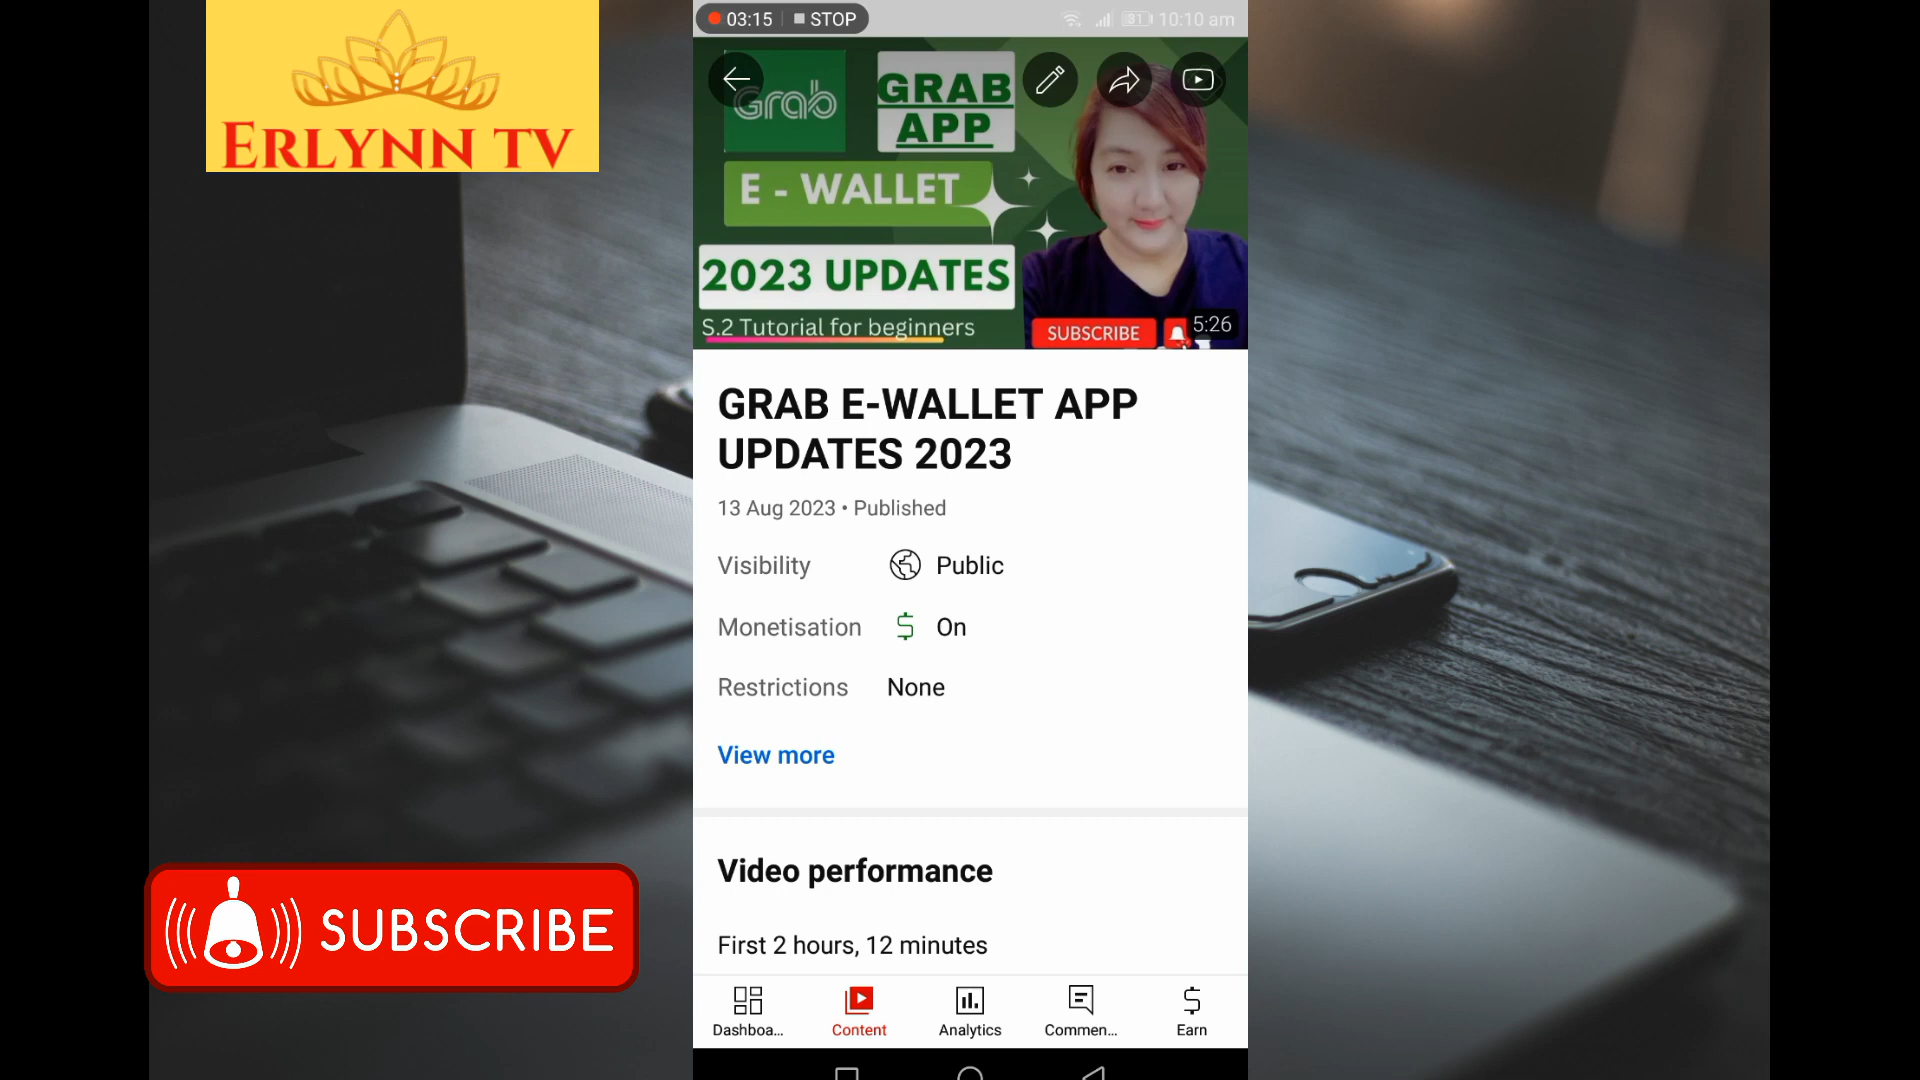 ERLYNN TV
03:15 STOP 31 10:10 am
Grab
GRAB
APP
E - WALLET
2023 UPDATES
S.2 Tutorial for beginners
SUBSCRIBE
5:26
GRAB E-WALLET APP
UPDATES 2023
13 Aug 2023 • Published
Visibility Public
Monetisation On
Restrictions None
View more
Video performance
First 2 hours, 12 minutes
SUBSCRIBE
Dashboa... Content Analytics Commen... Earn